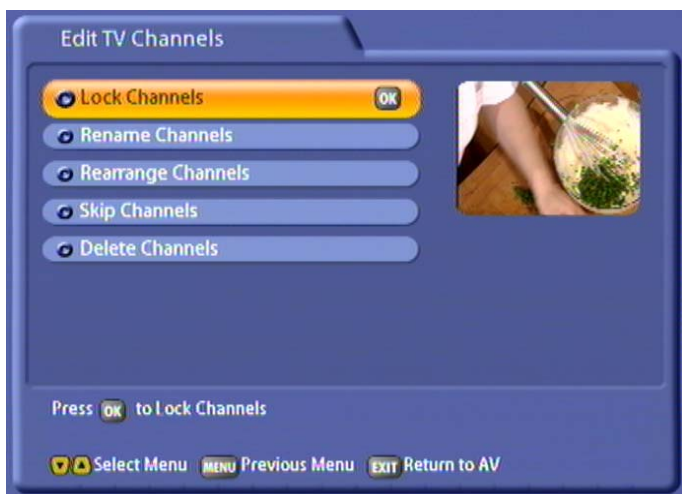 Edit TV Channels
Lock Channels OK
Rename Channels
Rearrange Channels
Skip Channels
Delete Channels
Press OK to Lock Channels
Select Menu MENU Previous Menu EXIT Return to AV